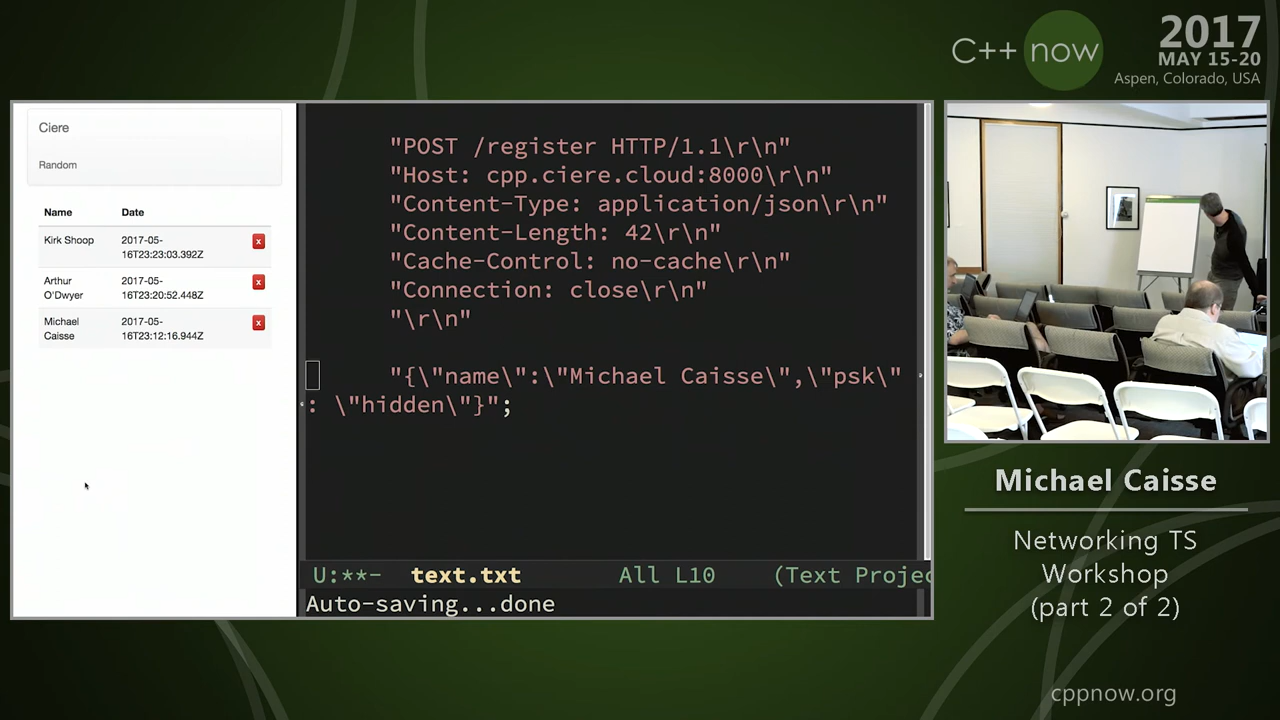 C++ now
2017
MAY 15-20
Aspen, Colorado, USA
Ciere
Random
Name Date
Kirk Shoop 2017-05-
16T23:23:03.392Z
x
Arthur 2017-05-
O'Dwyer 16T23:20:52.448Z
x
Michael 2017-05-
Caisse 16T23:12:16.944Z
x
"POST /register HTTP/1.1\r\n"
"Host: cpp.ciere.cloud:8000\r\n"
"Content-Type: application/json\r\n"
"Content-Length: 42\r\n"
"Cache-Control: no-cache\r\n"
"Connection: close\r\n"
"\r\n"
"{\"name\":\"Michael Caisse\",\"psk\"
: \"hidden\"}";
U:**- text.txt All L10 (Text Projec
Auto-saving...done
Michael Caisse
Networking TS
Workshop
(part 2 of 2)
cppnow.org